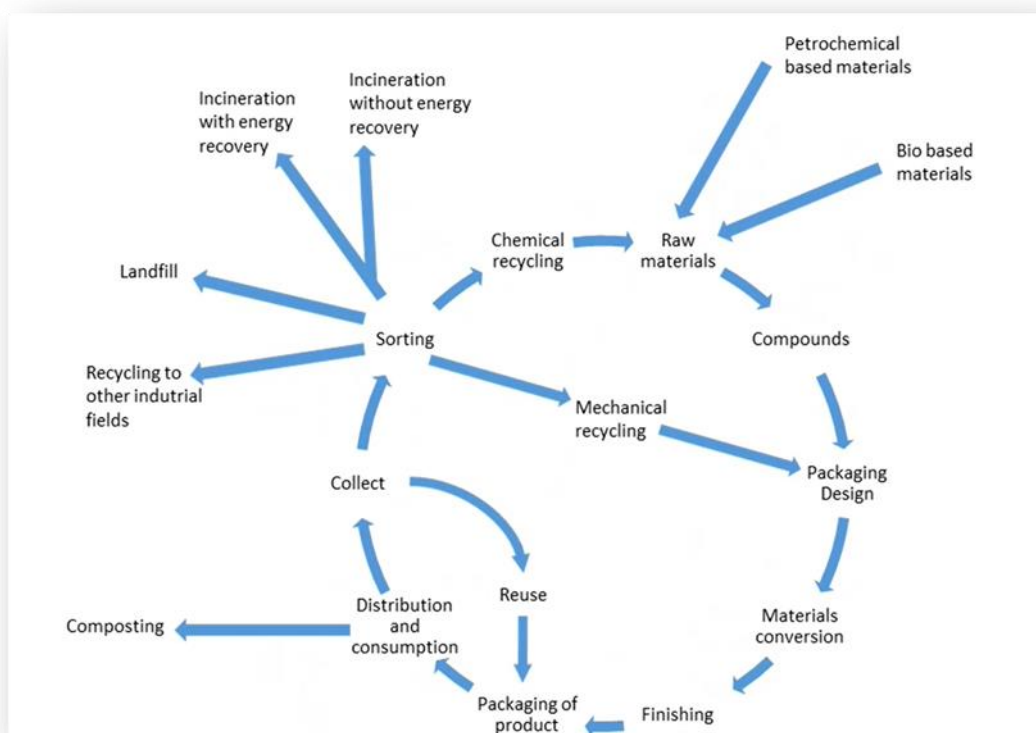 Petrochemical
based materials
Incineration
without energy
recovery
Incineration
with energy
recovery
Bio based
materials
Chemical
recycling
Raw
materials
Landfill
Sorting
Compounds
Recycling to
other indutrial
fields
Mechanical
recycling
Packaging
Design
Collect
Reuse
Distribution
and
consumption
Materials
conversion
Composting
Packaging of
product
Finishing